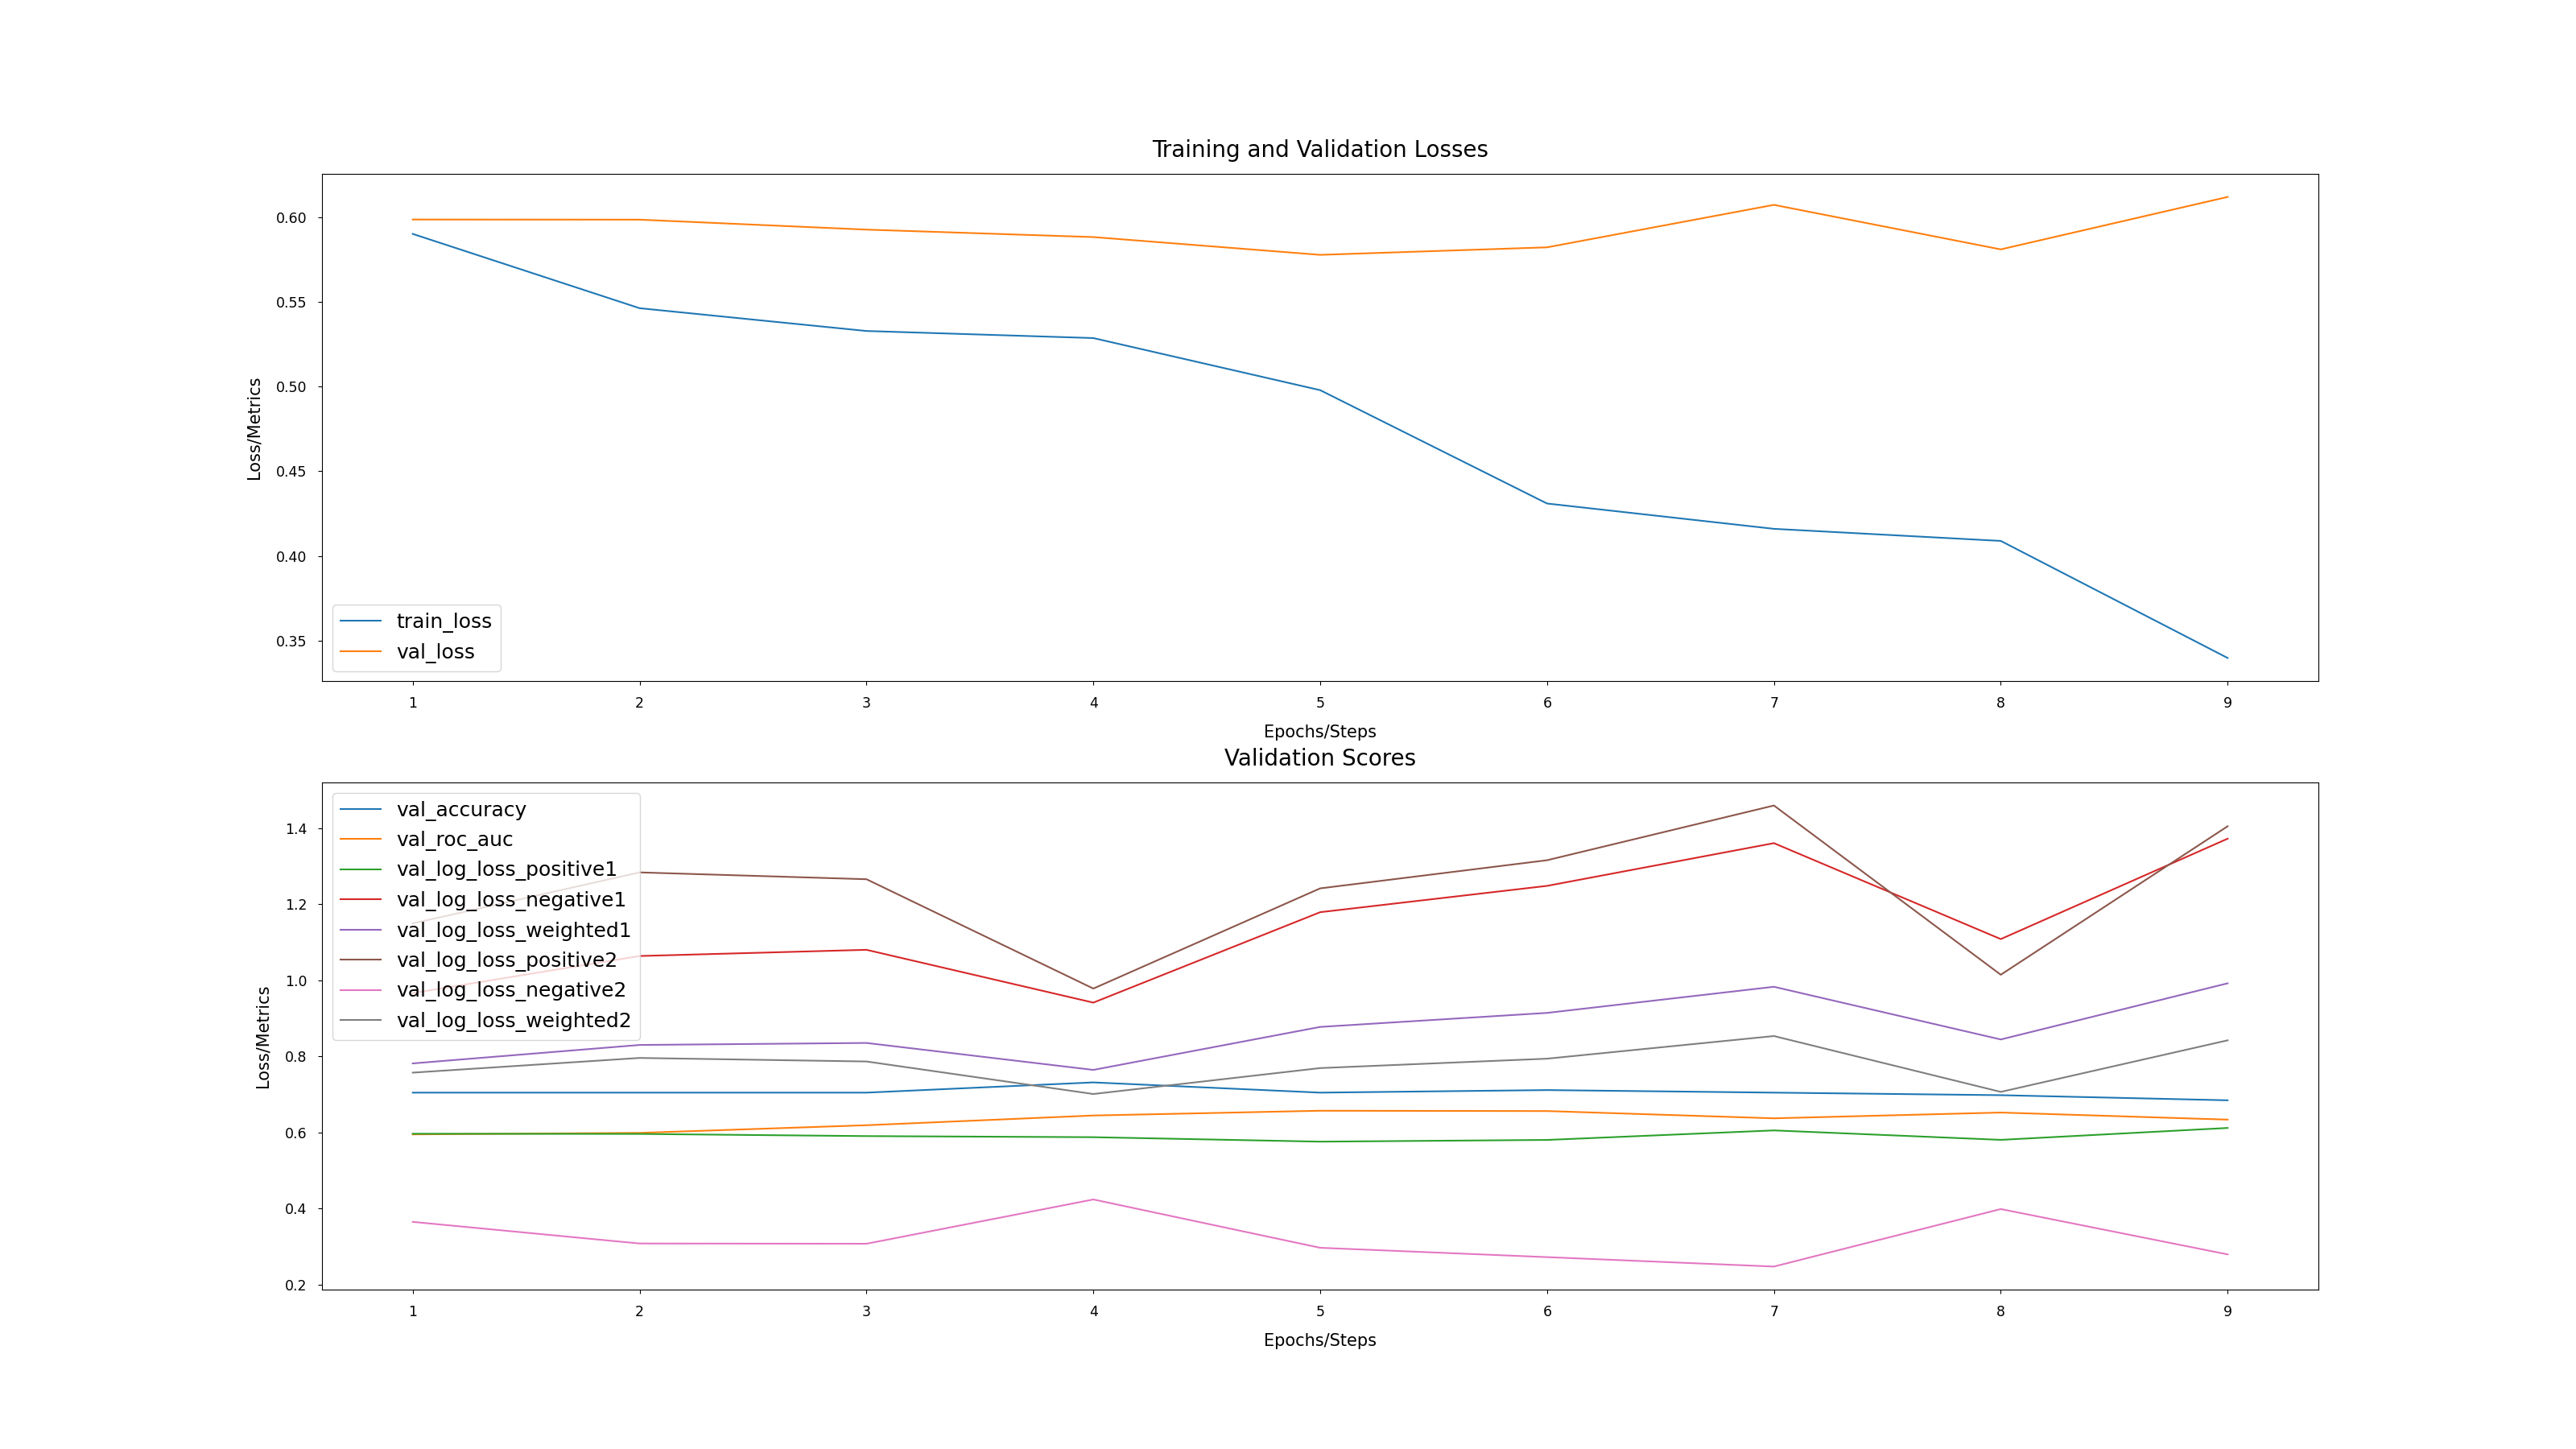 Training and Validation Losses
Loss/Metrics
0.60
0.55
0.50
0.45
0.40
0.35
train_loss
val_loss
1 2 3 4 5 6 7 8 9
Epochs/Steps
Validation Scores
Loss/Metrics
1.4
1.2
1.0
0.8
0.6
0.4
0.2
val_accuracy
val_roc_auc
val_log_loss_positive1
val_log_loss_negative1
val_log_loss_weighted1
val_log_loss_positive2
val_log_loss_negative2
val_log_loss_weighted2
1 2 3 4 5 6 7 8 9
Epochs/Steps